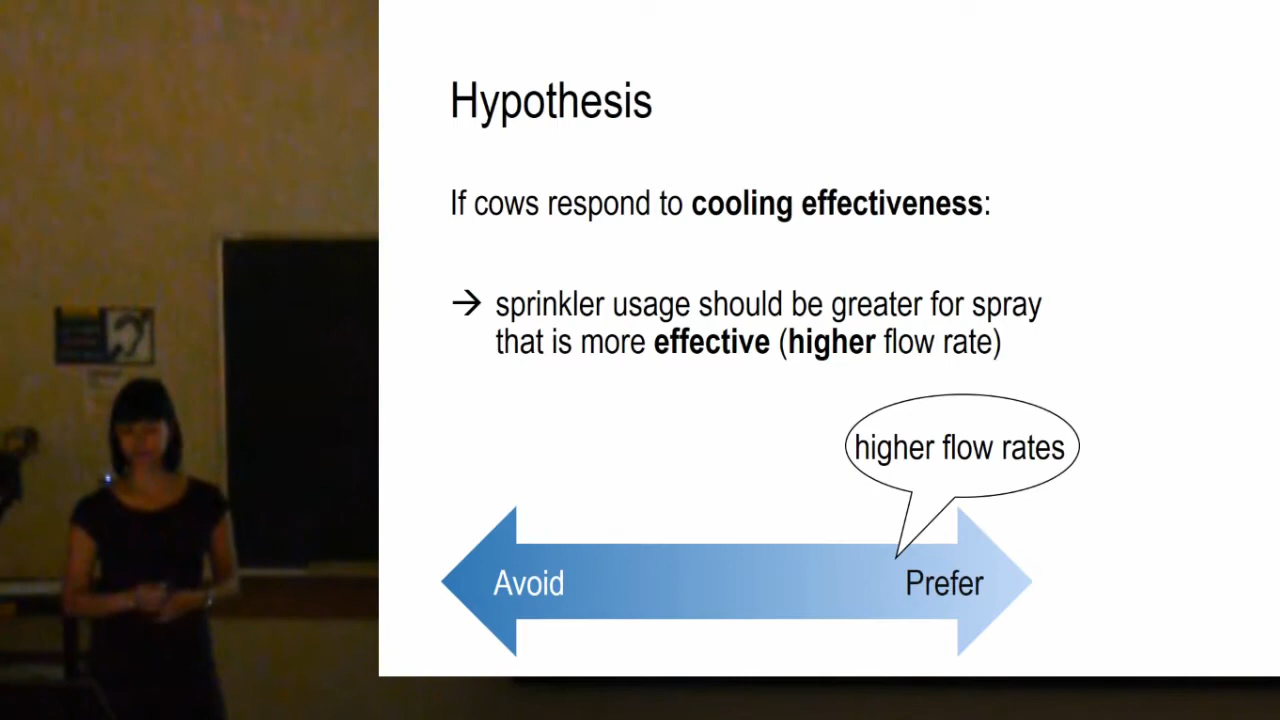 Hypothesis
If cows respond to cooling effectiveness:
→ sprinkler usage should be greater for spray
that is more effective (higher flow rate)
higher flow rates
Avoid
Prefer